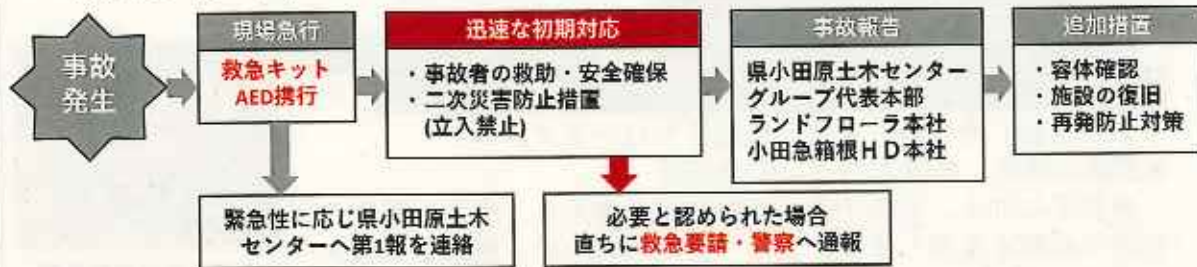 事故
発生
現場急行
救急キット
AED携行
迅速な初期対応
・事故者の救助・安全確保
・二次災害防止措置
(立入禁止)
事故報告
県小田原土木センター
グループ代表本部
ランドフローラ本社
小田急箱根HD本社
追加措置
・容体確認
・施設の復旧
・再発防止対策
緊急性に応じ県小田原土木
センターへ第1報を連絡
必要と認められた場合
直ちに救急要請・警察へ通報